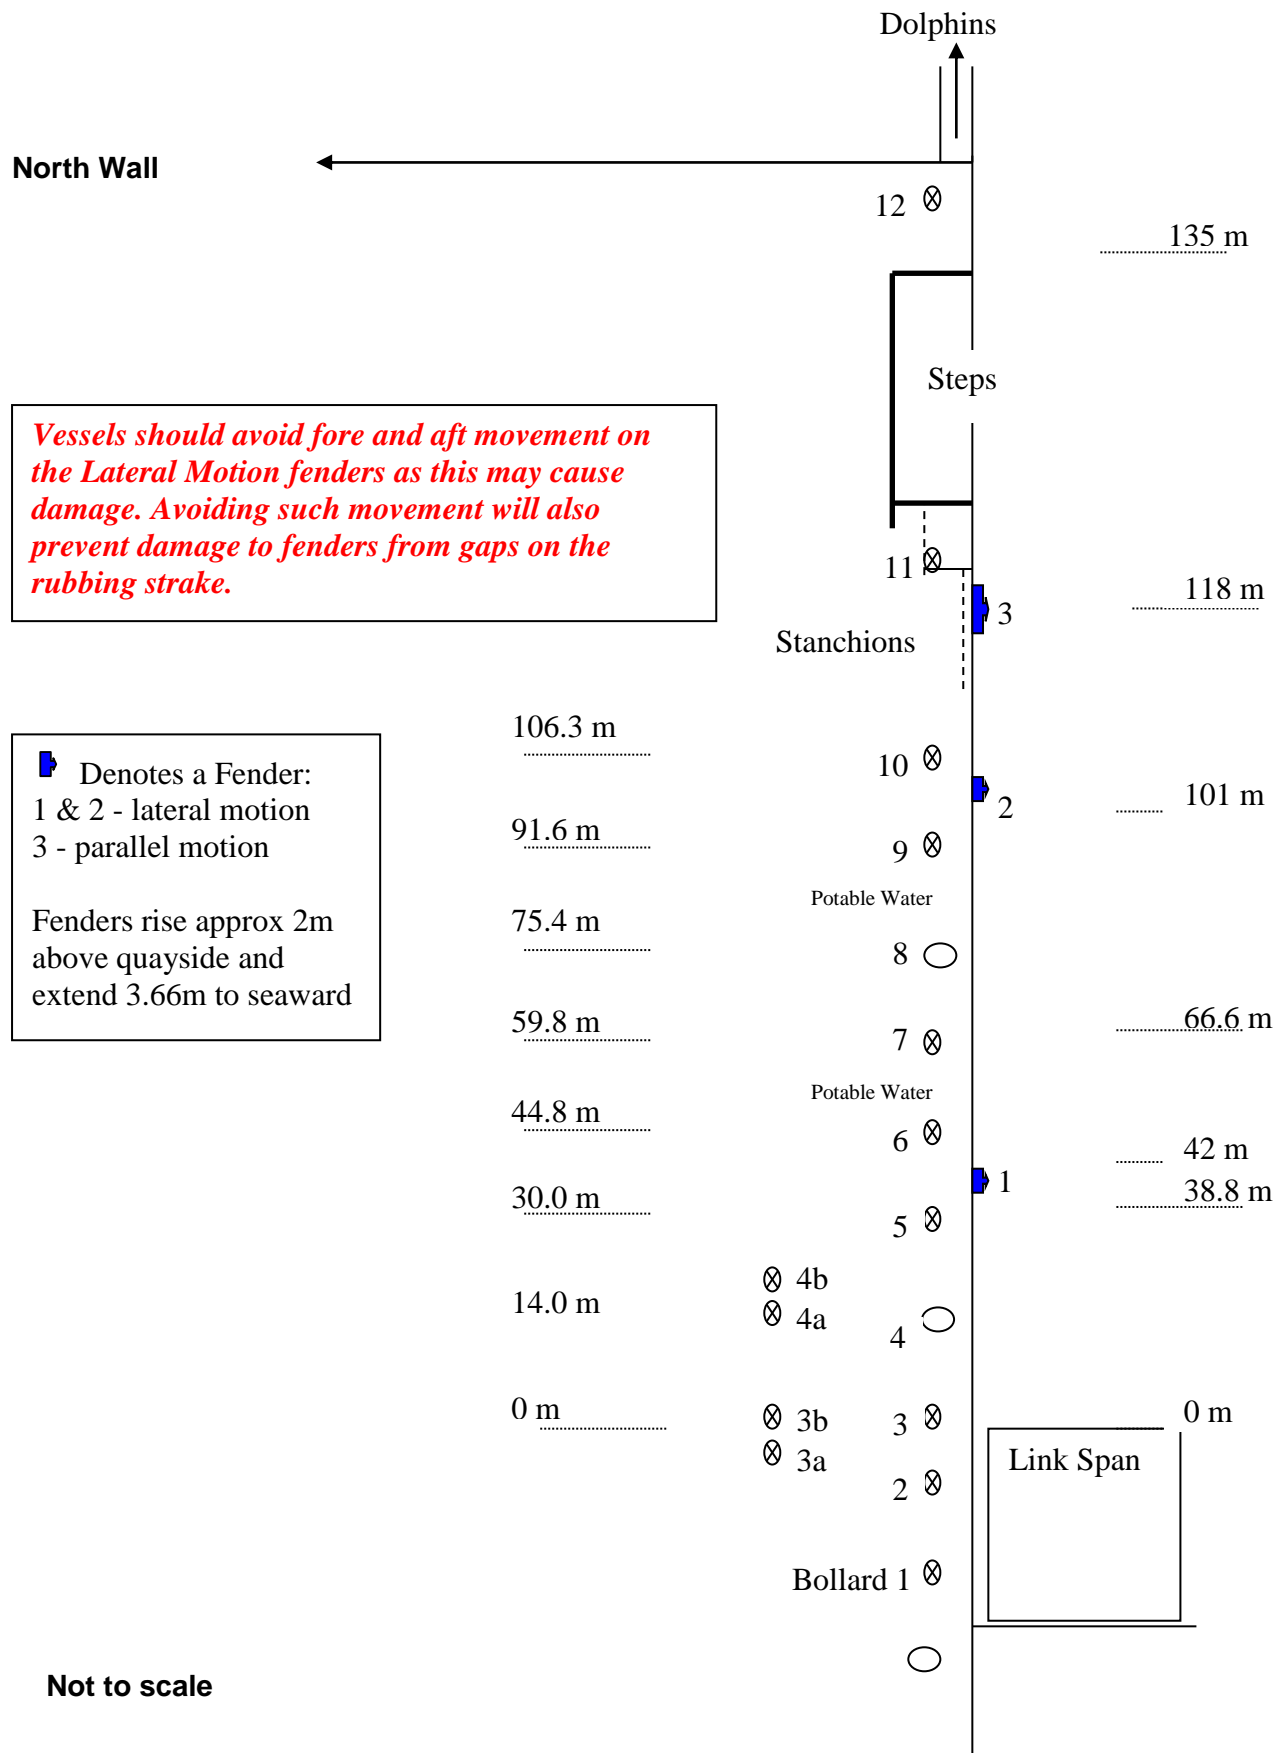 Dolphins
North Wall
12
135 m
Steps
Vessels should avoid fore and aft movement on
the Lateral Motion fenders as this may cause
damage. Avoiding such movement will also
prevent damage to fenders from gaps on the
rubbing strake.
11
118 m
3
Stanchions
106.3 m
10
Denotes a Fender:
1 & 2 - lateral motion
3 - parallel motion
Fenders rise approx 2m
above quayside and
extend 3.66m to seaward
2
101 m
91.6 m
9
Potable Water
75.4 m
8
59.8 m
7
66.6 m
Potable Water
44.8 m
6
42 m
1
38.8 m
30.0 m
5
4b
14.0 m
4a
4
0 m
3b
3
0 m
3a
Link Span
2
Bollard 1
Not to scale